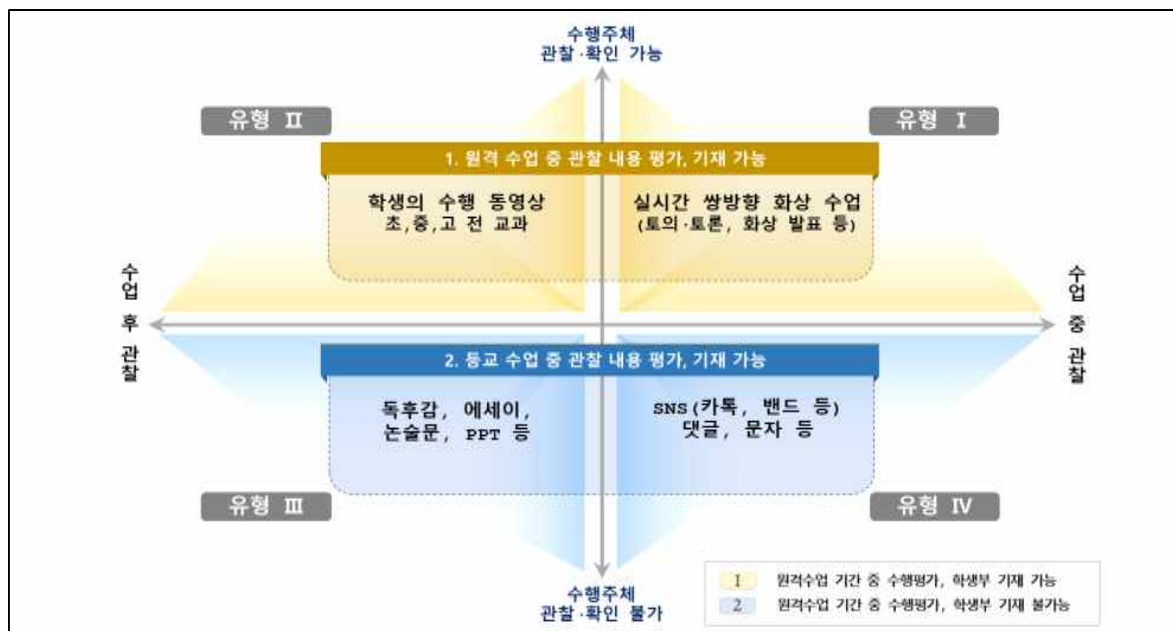 수행주체
관찰·확인 가능
유형 Ⅱ
유형 Ⅰ
1. 원격 수업 중 관찰 내용 평가, 기재 가능
학생의 수행 동영상
초,중,고 전 교과
실시간 쌍방향 화상 수업
(토의·토론, 화상 발표 등)
수업 후 관찰
수업 중 관찰
2. 등교 수업 중 관찰 내용 평가, 기재 가능
독후감, 에세이,
논술문, PPT 등
SNS(카톡, 밴드 등)
댓글, 문자 등
유형 Ⅲ
유형 Ⅳ
수행주체
관찰·확인 불가
1 원격수업 기간 중 수행평가, 학생부 기재 가능
2 원격수업 기간 중 수행평가, 학생부 기재 불가능